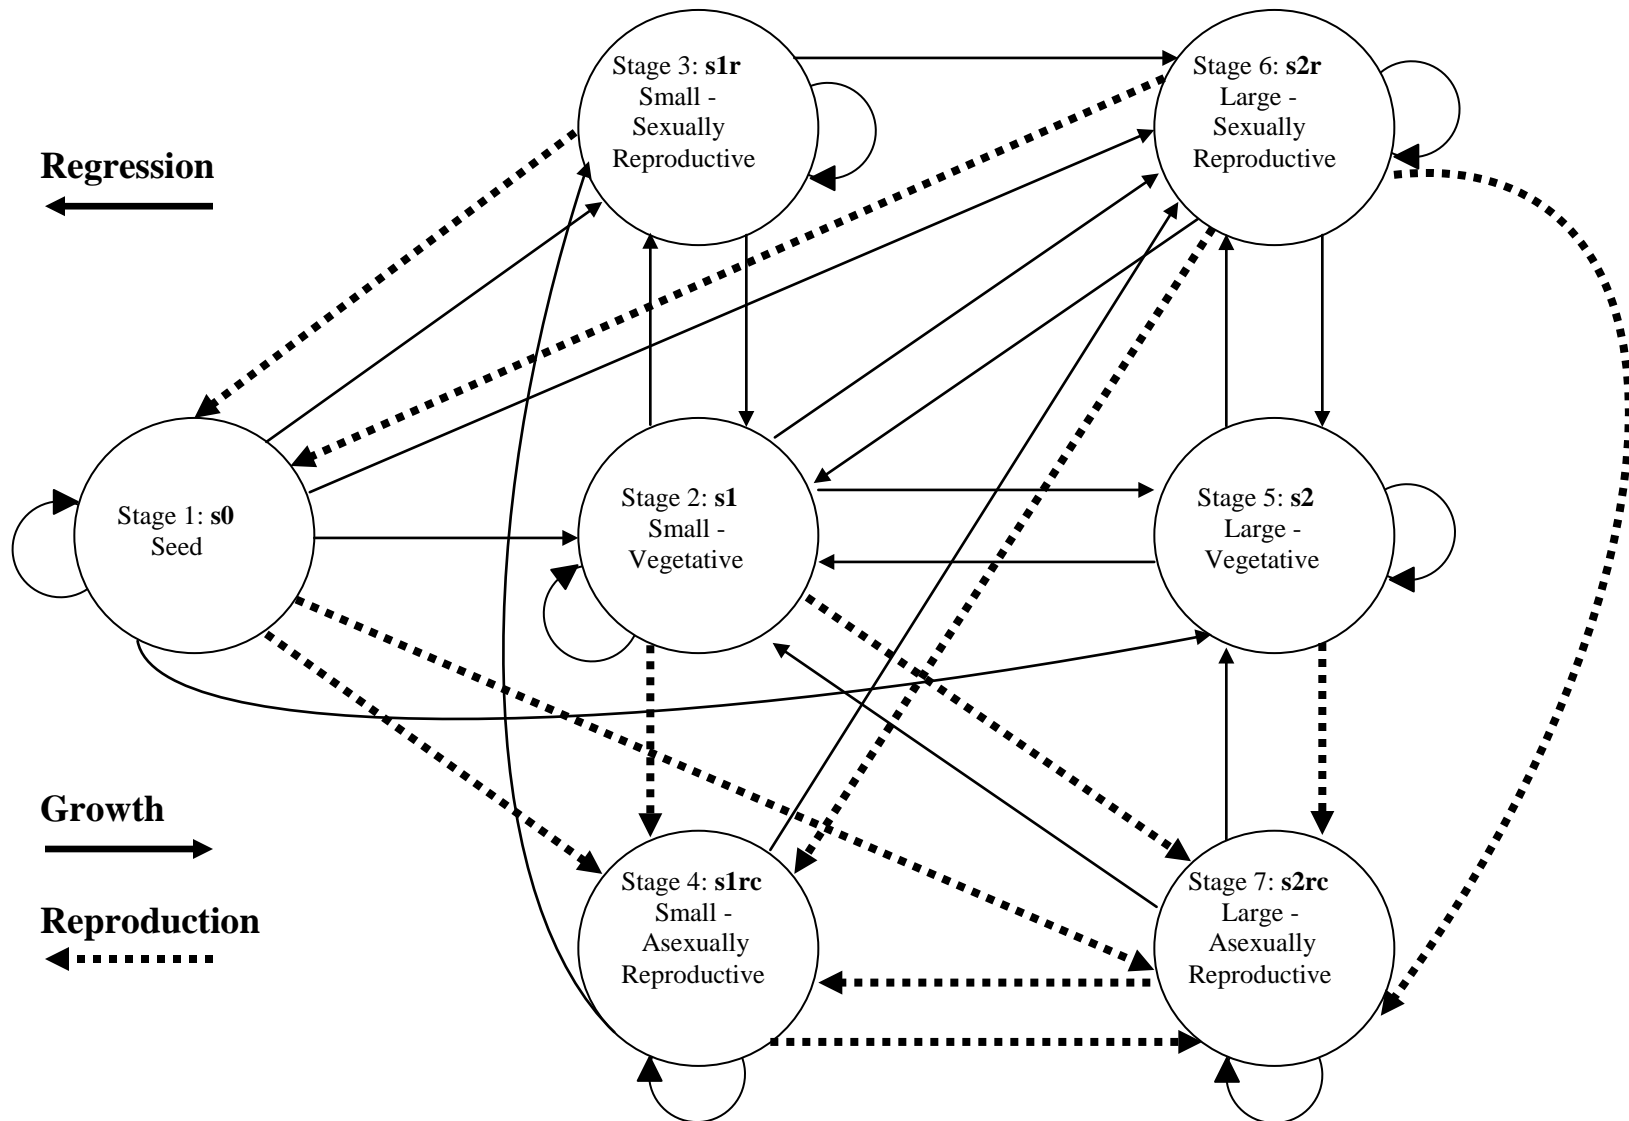 Stage 3: s1r
Small -
Sexually
Reproductive
Stage 6: s2r
Large -
Sexually
Reproductive
Regression
Stage 1: s0
Seed
Stage 2: s1
Small -
Vegetative
Stage 5: s2
Large -
Vegetative
Growth
Reproduction
Stage 4: s1rc
Small -
Asexually
Reproductive
Stage 7: s2rc
Large -
Asexually
Reproductive